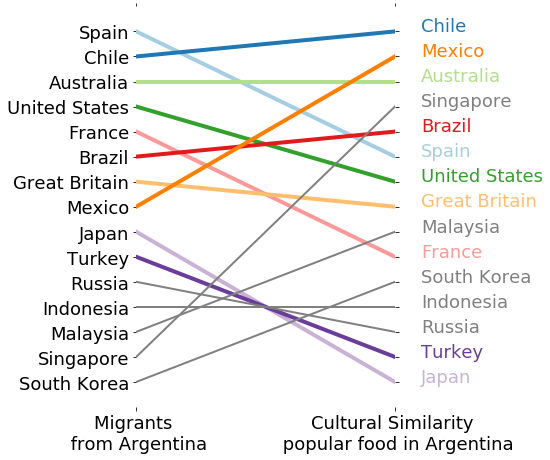 Spain
Chile
Australia
United States
France
Brazil
Great Britain
Mexico
Japan
Turkey
Russia
Indonesia
Malaysia
Singapore
South Korea
Chile
Mexico
Australia
Singapore
Brazil
Spain
United States
Great Britain
Malaysia
France
South Korea
Indonesia
Russia
Turkey
Japan
Migrants
from Argentina
Cultural Similarity
popular food in Argentina